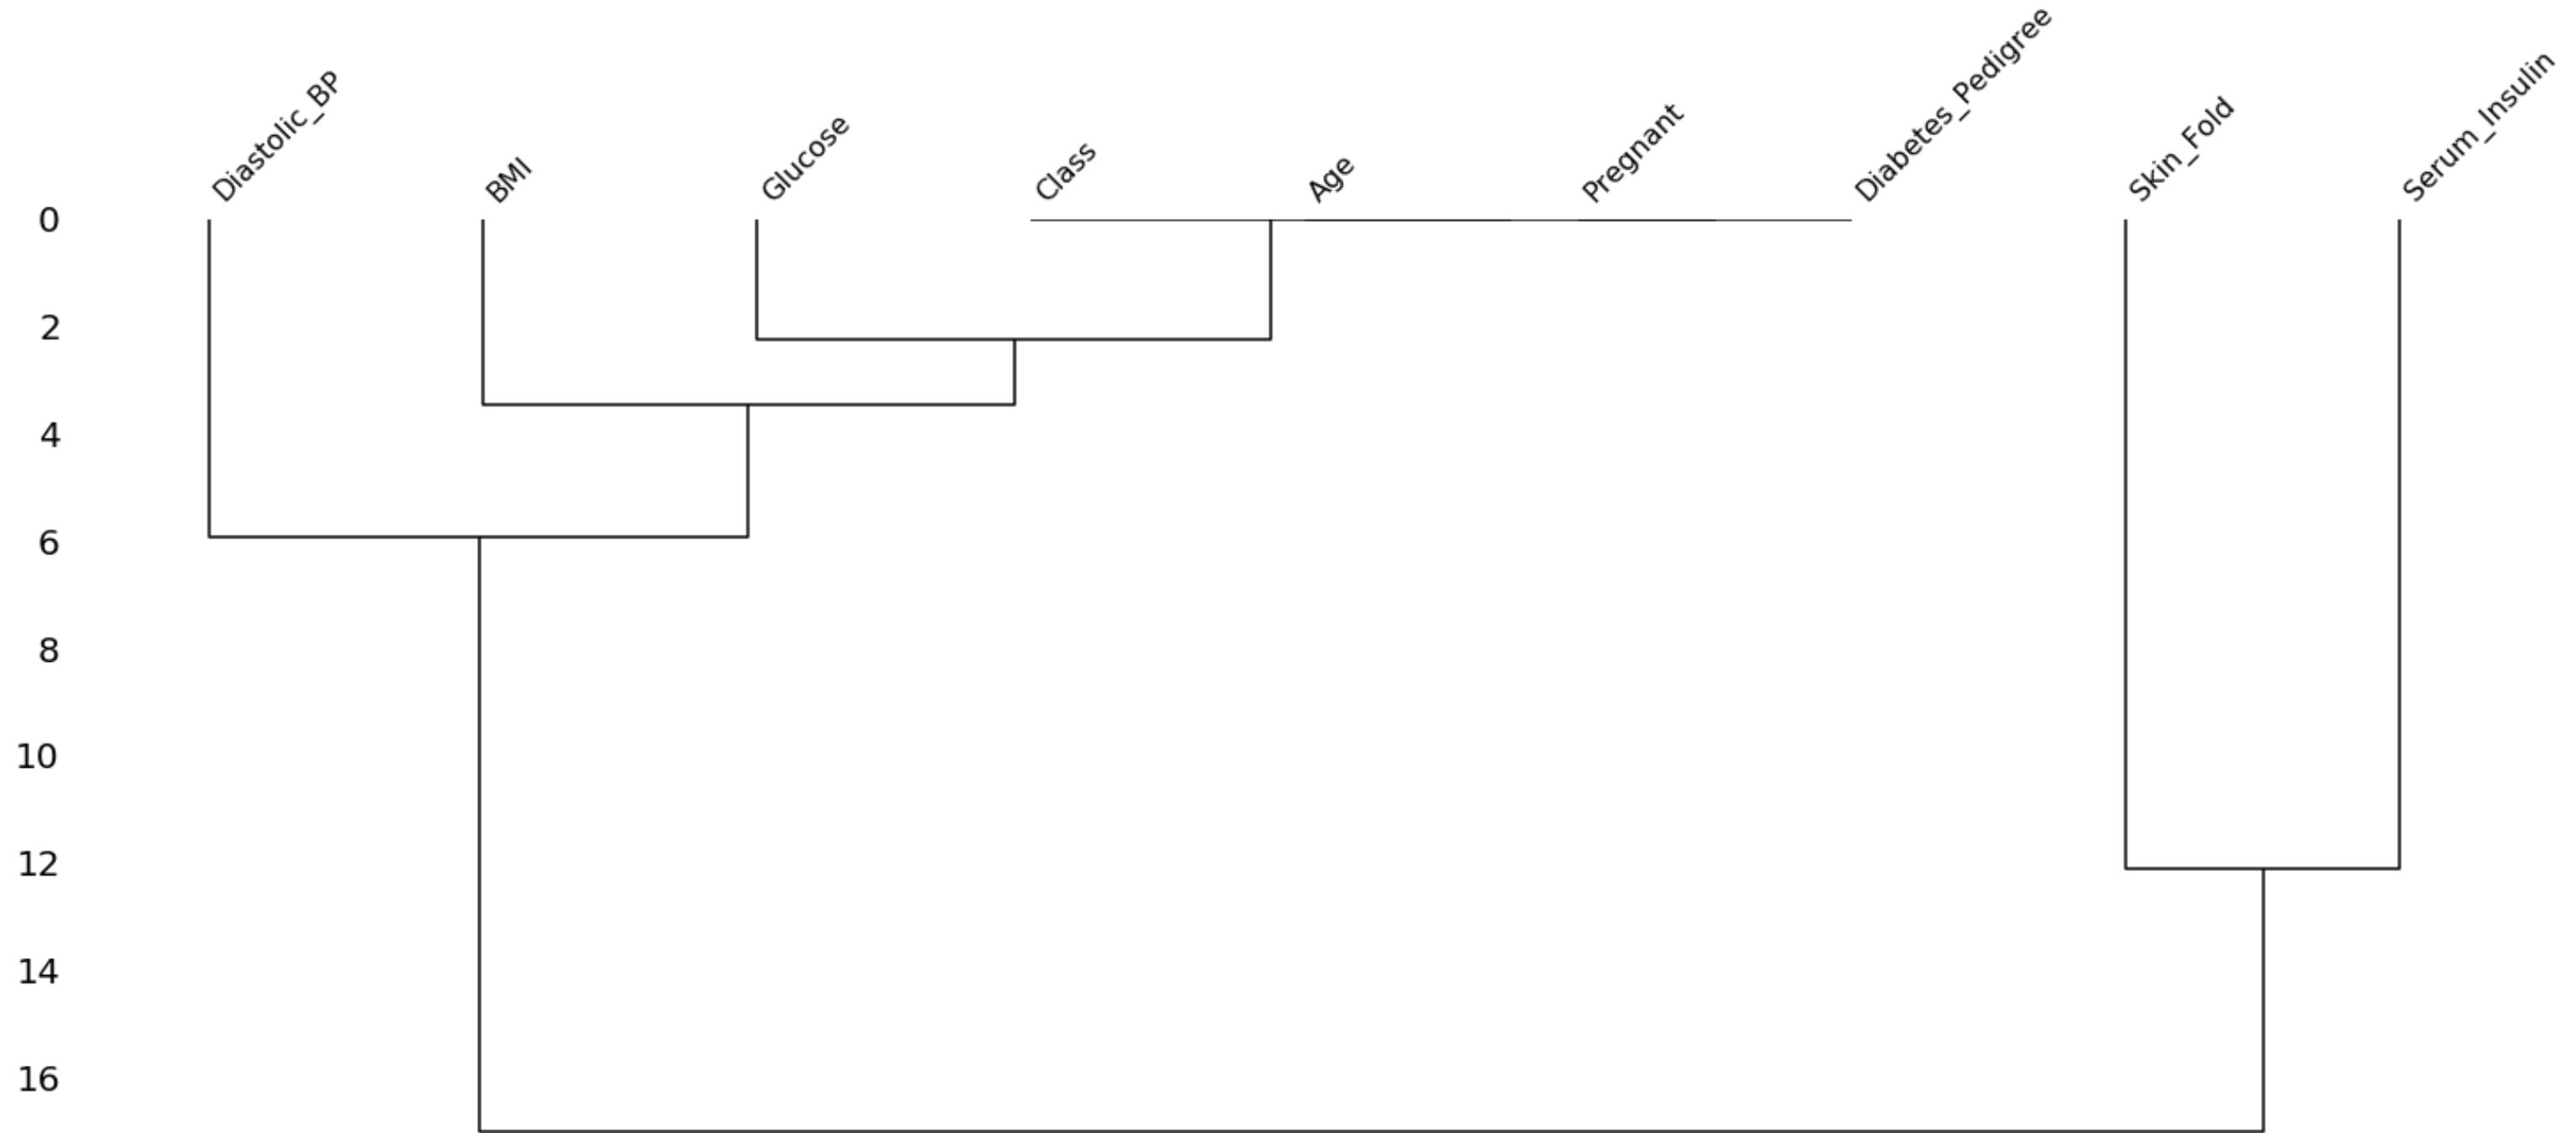 Diastolic_BP
BMI
Glucose
Class
Age
Pregnant
Diabetes_Pedigree
Skin_Fold
Serum_Insulin
0
2
4
6
8
10
12
14
16